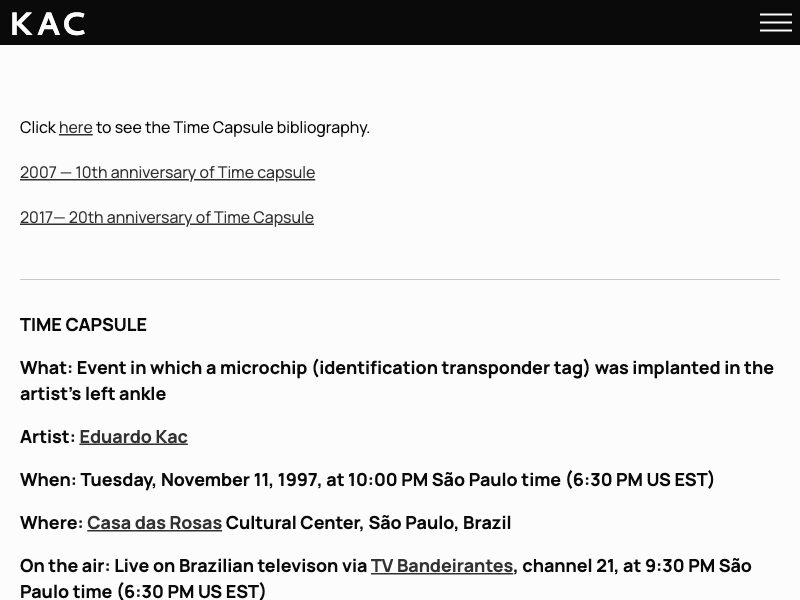 KAC
Click here to see the Time Capsule bibliography.
2007 — 10th anniversary of Time capsule
2017— 20th anniversary of Time Capsule
TIME CAPSULE
What: Event in which a microchip (identification transponder tag) was implanted in the
artist's left ankle
Artist: Eduardo Kac
When: Tuesday, November 11, 1997, at 10:00 PM São Paulo time (6:30 PM US EST)
Where: Casa das Rosas Cultural Center, São Paulo, Brazil
On the air: Live on Brazilian televison via TV Bandeirantes, channel 21, at 9:30 PM São
Paulo time (6:30 PM US EST)